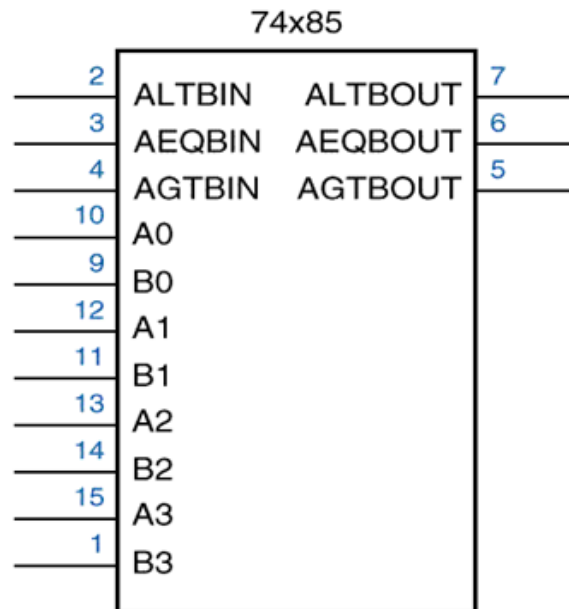 74x85
2 ALTBIN ALTBOUT 7
3 AEQBIN AEQBOUT 6
4 AGTBIN AGTBOUT 5
10 A0
9 B0
12 A1
11 B1
13 A2
14 B2
15 A3
1 B3